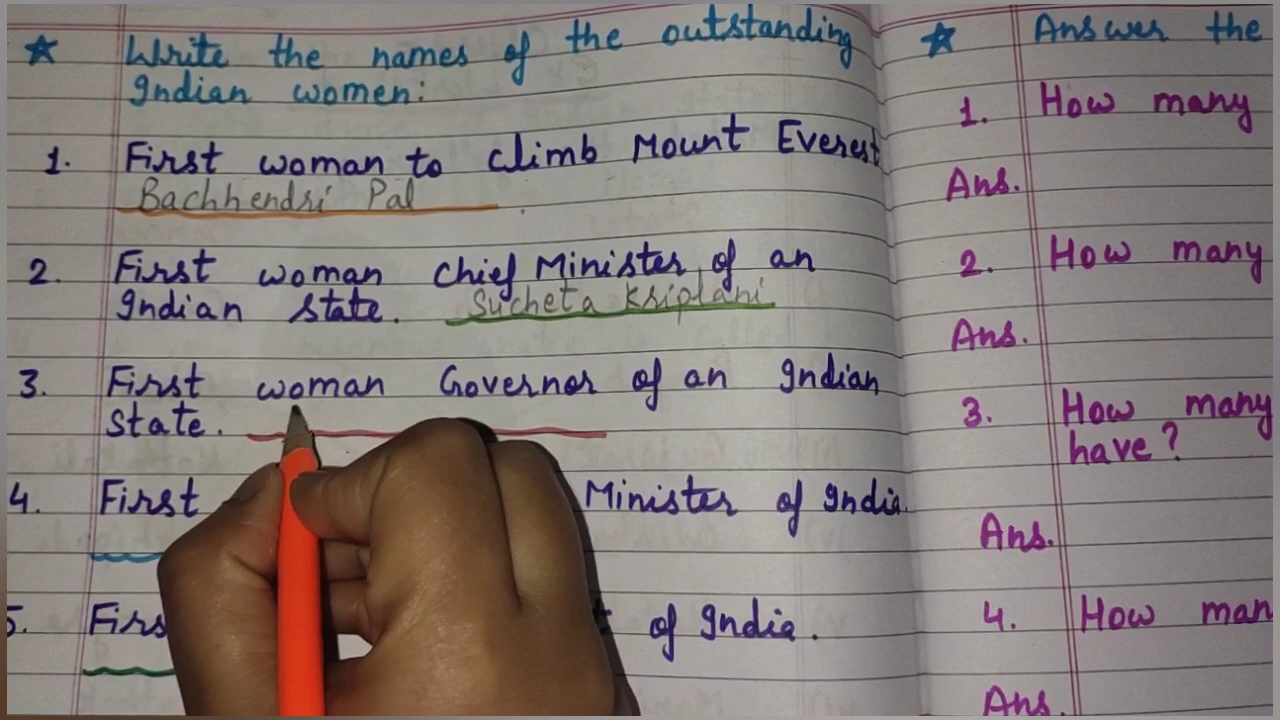 ★ Write the names of the outstanding
Indian women:
1. First woman to climb Mount Everest
Bachhendri Pal
2. First woman Chief Minister of an
Indian state. Sucheta Kriplani
3. First woman Governor of an Indian
state.
4. First Minister of India.
5. Firs of India.
★ Answer the
1. How many
Ans.
2. How many
Ans.
3. How many
have?
Ans.
4. How man
Ans.